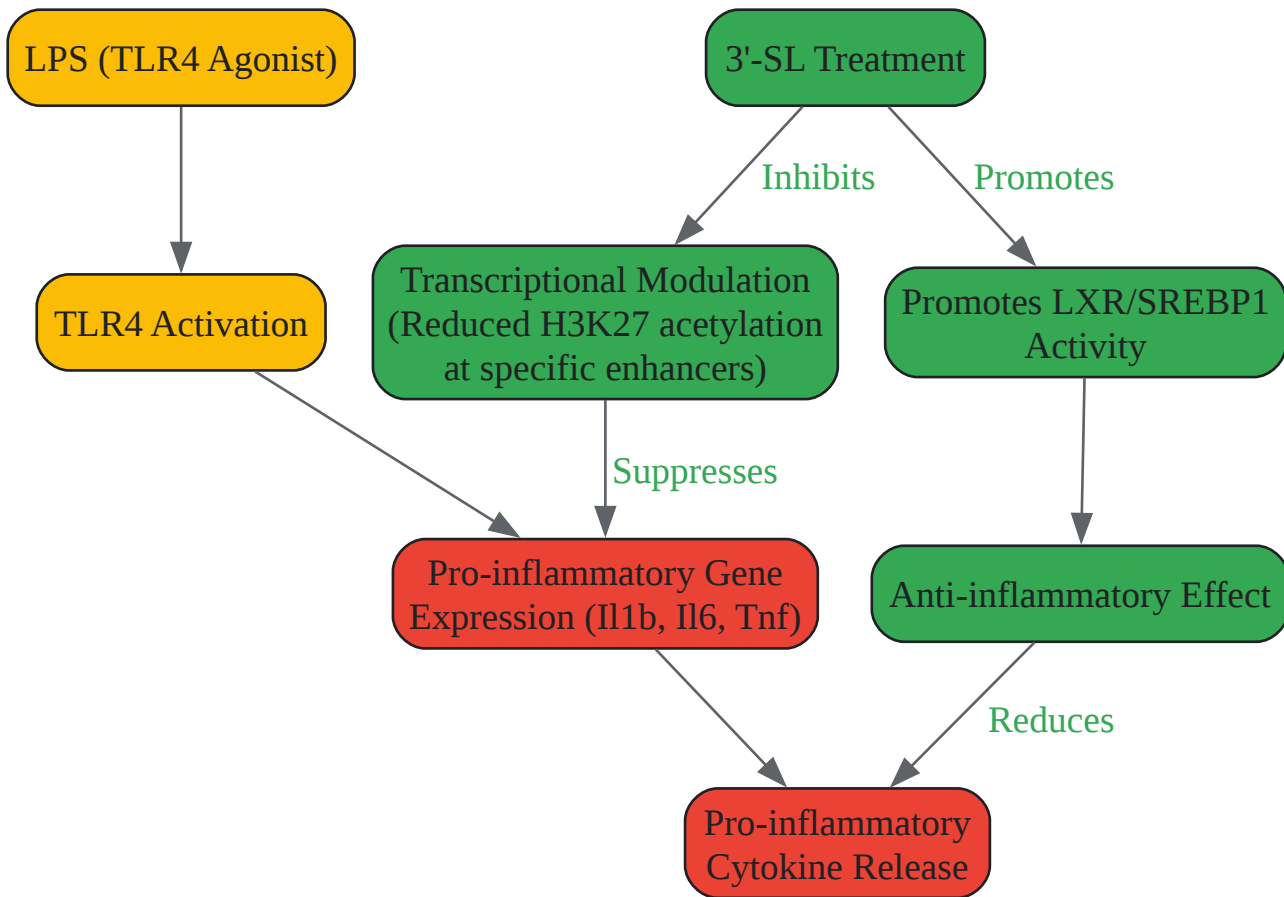 LPS (TLR4 Agonist)
3'-SL Treatment
Inhibits
Promotes
Transcriptional Modulation
(Reduced H3K27 acetylation
at specific enhancers)
Promotes LXR/SREBP1
Activity
TLR4 Activation
Suppresses
Pro-inflammatory Gene
Expression (Il1b, Il6, Tnf)
Anti-inflammatory Effect
Reduces
Pro-inflammatory
Cytokine Release